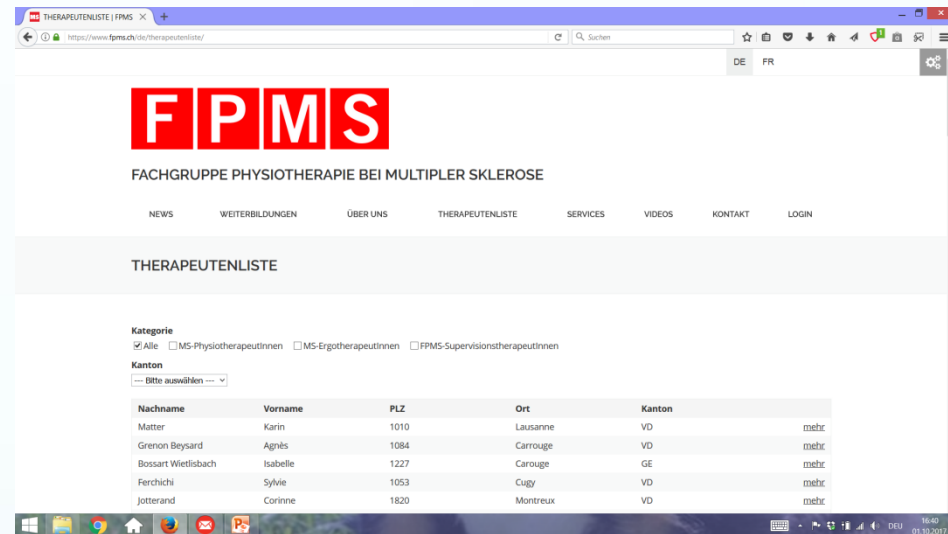 MS THERAPEUTENLISTE | FPMS
https://www.fpms.ch/de/therapeutenliste/ Suchen
DE FR
FPMS
FACHGRUPPE PHYSIOTHERAPIE BEI MULTIPLER SKLEROSE
NEWS WEITERBILDUNGEN ÜBER UNS THERAPEUTENLISTE SERVICES VIDEOS KONTAKT LOGIN
THERAPEUTENLISTE
Kategorie
Alle MS-PhysiotherapeutInnen MS-ErgotherapeutInnen FPMS-SupervisionstherapeutInnen
Kanton
--- Bitte auswählen ---
Nachname Vorname PLZ Ort Kanton
Matter Karin 1010 Lausanne VD mehr
Grenon Beysard Agnès 1084 Carrouge VD mehr
Bossart Wietlisbach Isabelle 1227 Carouge GE mehr
Ferchichi Sylvie 1053 Cugy VD mehr
Jotterand Corinne 1820 Montreux VD mehr
DEU 16:40
01.10.2017